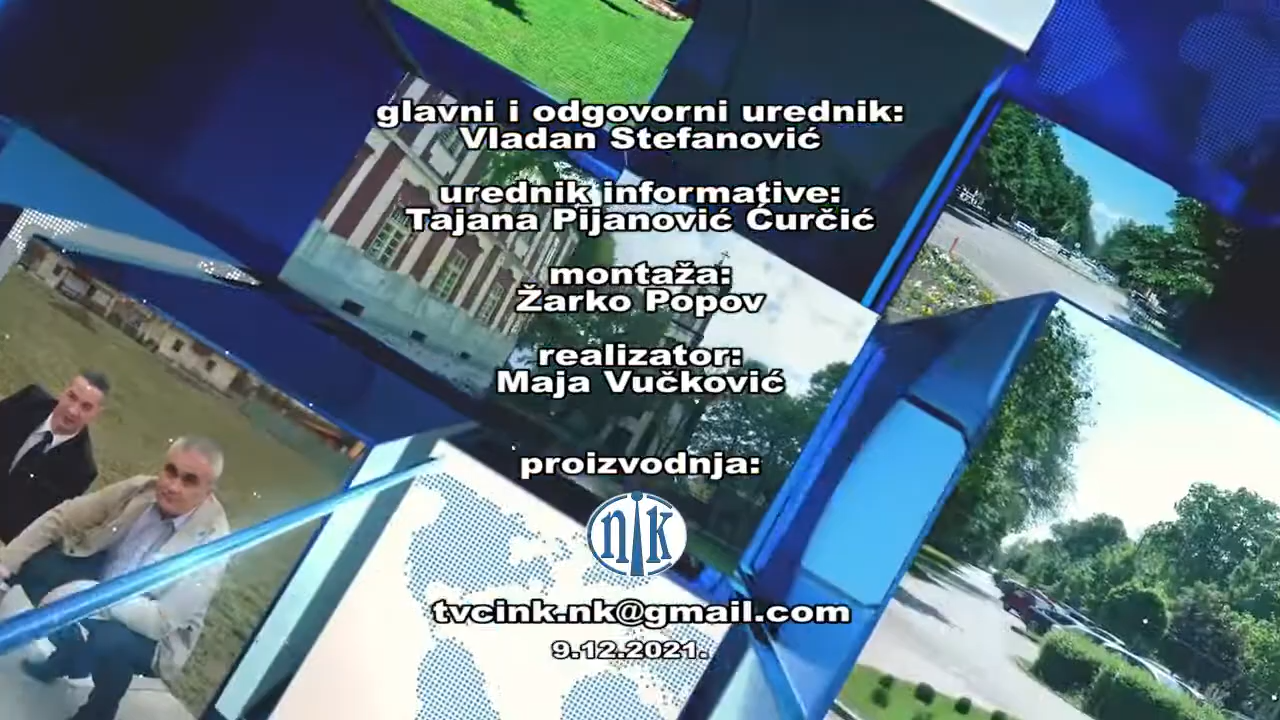 glavni i odgovorni urednik:
Vladan Stefanović
urednik informative:
Tajana Pijanović Ćurčić
montaža:
Žarko Popov
realizator:
Maja Vučković
proizvodnja:
nk
tvcink.nk@gmail.com
9.12.2021.